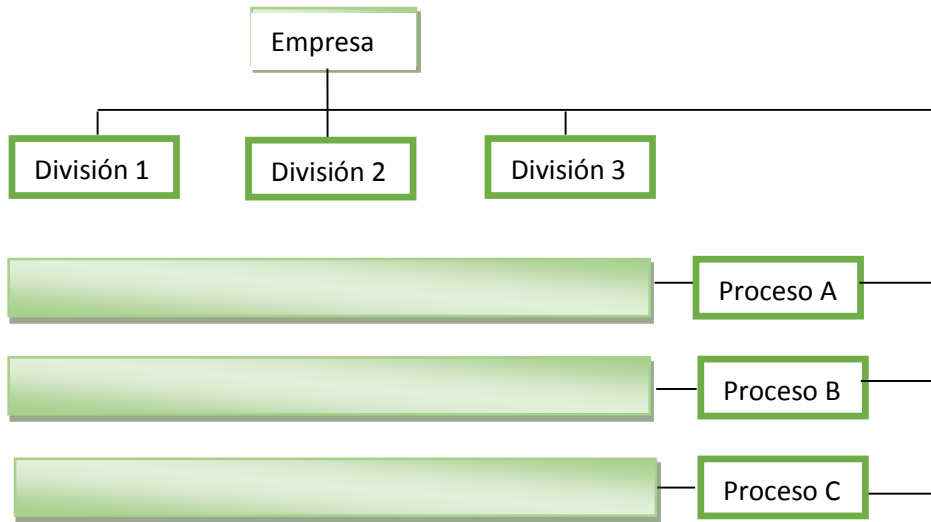 Empresa
División 1
División 2
División 3
Proceso A
Proceso B
Proceso C